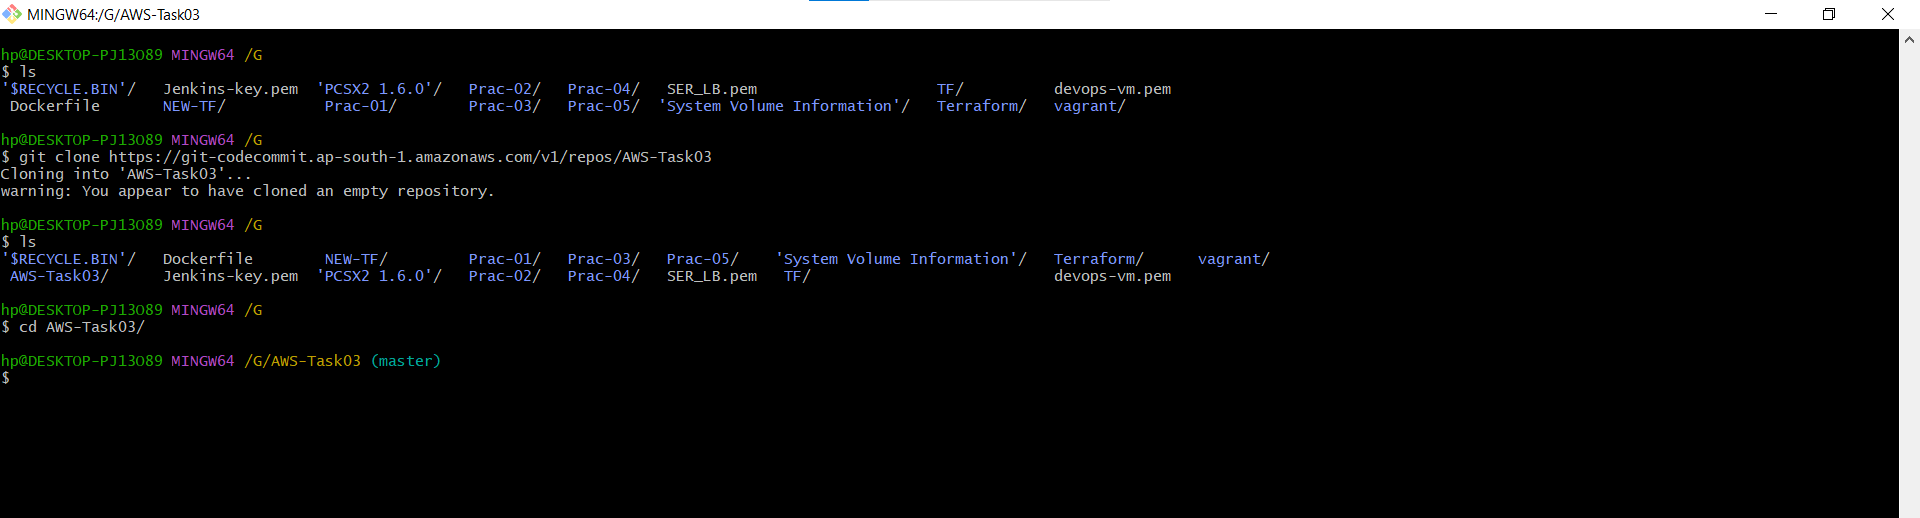 MINGW64:/G/AWS-Task03
hp@DESKTOP-PJ13O89 MINGW64 /G
$ ls
'$RECYCLE.BIN'/   Jenkins-key.pem  'PCSX2 1.6.0'/   Prac-02/   Prac-04/   SER_LB.pem                    TF/          devops-vm.pem
 Dockerfile       NEW-TF/           Prac-01/        Prac-03/   Prac-05/  'System Volume Information'/   Terraform/   vagrant/
hp@DESKTOP-PJ13O89 MINGW64 /G
$ git clone https://git-codecommit.ap-south-1.amazonaws.com/v1/repos/AWS-Task03
Cloning into 'AWS-Task03'...
warning: You appear to have cloned an empty repository.
hp@DESKTOP-PJ13O89 MINGW64 /G
$ ls
'$RECYCLE.BIN'/   Dockerfile        NEW-TF/         Prac-01/   Prac-03/   Prac-05/    'System Volume Information'/   Terraform/      vagrant/
 AWS-Task03/      Jenkins-key.pem  'PCSX2 1.6.0'/   Prac-02/   Prac-04/   SER_LB.pem   TF/                           devops-vm.pem
hp@DESKTOP-PJ13O89 MINGW64 /G
$ cd AWS-Task03/
hp@DESKTOP-PJ13O89 MINGW64 /G/AWS-Task03 (master)
$